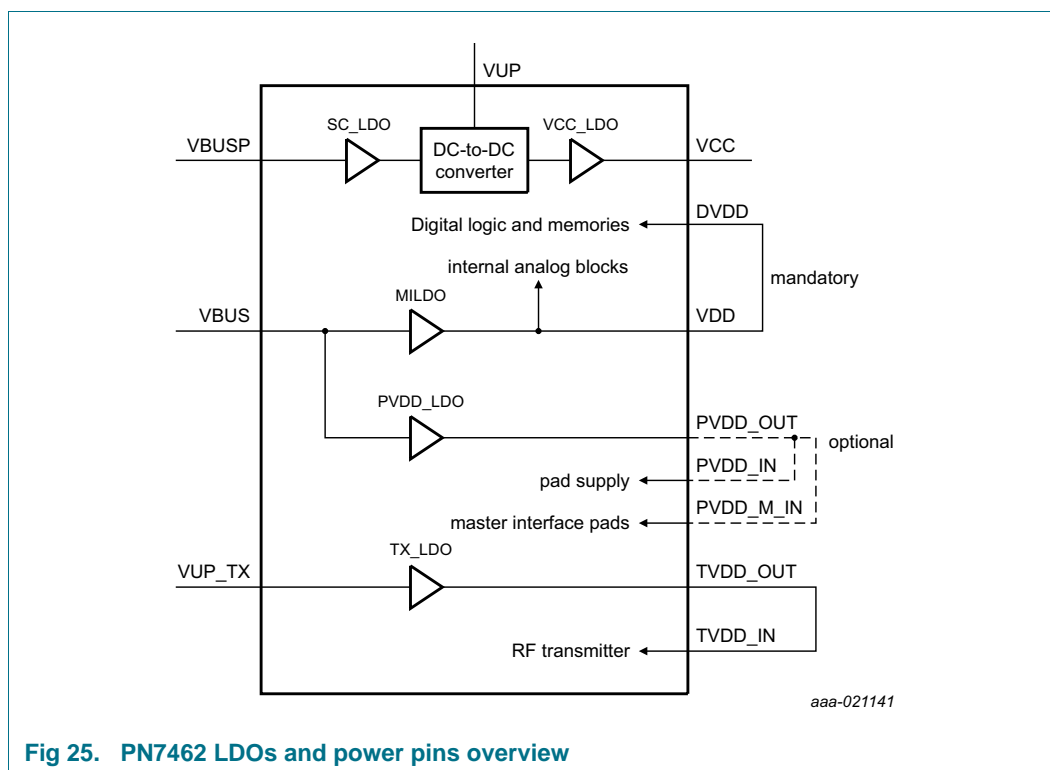 VUP
SC_LDO
VCC_LDO
VBUSP
DC-to-DC
converter
VCC
DVDD
Digital logic and memories
internal analog blocks
mandatory
MILDO
VBUS
VDD
PVDD_LDO
PVDD_OUT
optional
PVDD_IN
pad supply
PVDD_M_IN
master interface pads
TX_LDO
VUP_TX
TVDD_OUT
TVDD_IN
RF transmitter
aaa-021141
Fig 25. PN7462 LDOs and power pins overview